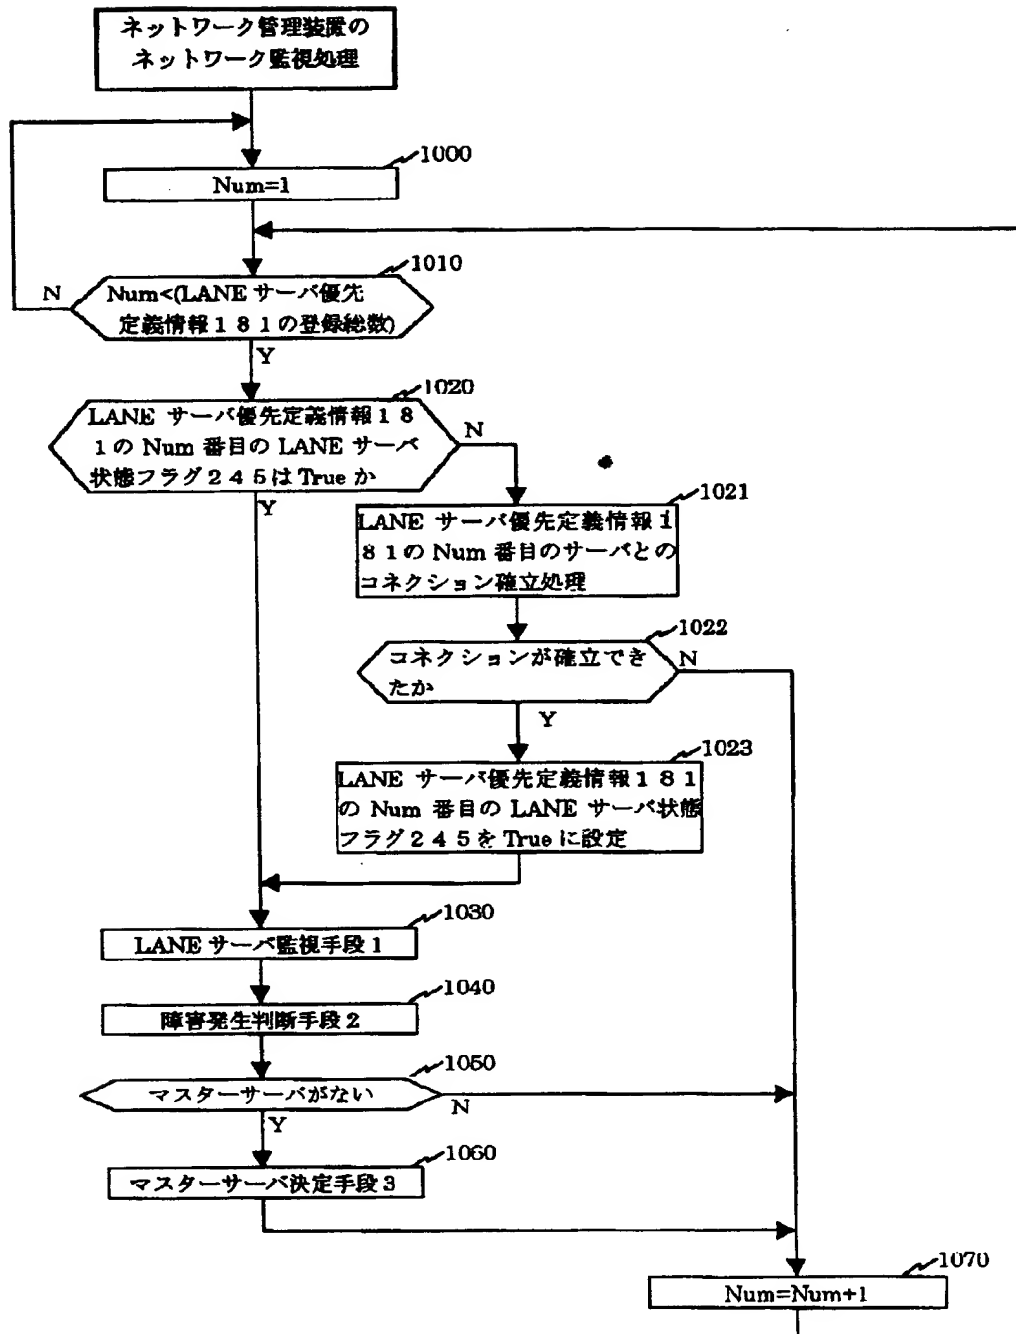 ネットワーク管理装置の
ネットワーク監視処理
1000
Num=1
1010
N
Num<(LANE サーバ優先
定義情報１８１の登録総数)
Y
1020
LANE サーバ優先定義情報１８
１の Num 番目の LANE サーバ
状態フラグ２４５は True か
N
Y
1021
LANE サーバ優先定義情報１
８１の Num 番目のサーバとの
コネクション確立処理
1022
コネクションが確立でき
たか
N
Y
1023
LANE サーバ優先定義情報１８１
の Num 番目の LANE サーバ状態
フラグ２４５を True に設定
1030
LANE サーバ監視手段１
1040
障害発生判断手段２
1050
マスターサーバがない
N
Y
1060
マスターサーバ決定手段３
1070
Num=Num+1